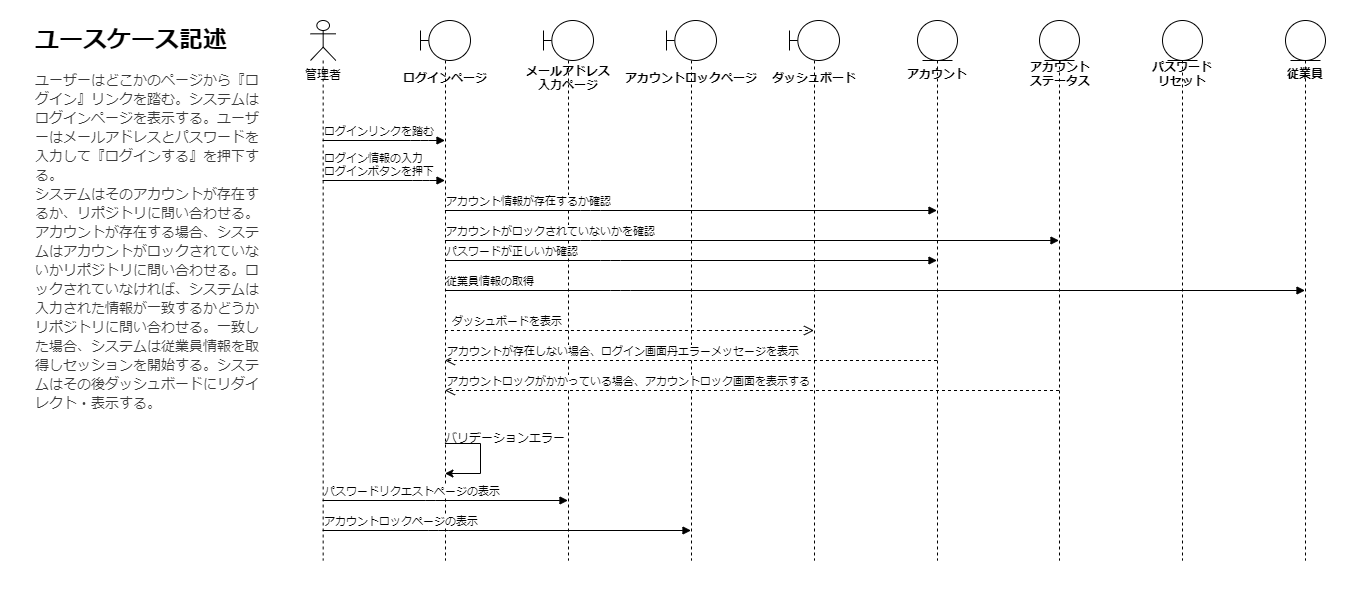 ユースケース記述
ユーザーはどこかのページから『ロ
グイン』リンクを踏む。システムは
ログインページを表示する。ユーザ
ーはメールアドレスとパスワードを
入力して『ログインする』を押下す
る。
システムはそのアカウントが存在す
るか、リポジトリに問い合わせる。
アカウントが存在する場合、システ
ムはアカウントがロックされていな
いかリポジトリに問い合わせる。ロ
ックされていなければ、システムは
入力された情報が一致するかどうか
リポジトリに問い合わせる。一致し
た場合、システムは従業員情報を取
得しセッションを開始する。システ
ムはその後ダッシュボードにリダイ
レクト・表示する。
管理者
ログインページ
メールアドレス
入力ページ
アカウントロックページ
ダッシュボード
アカウント
アカウント
ステータス
パスワード
リセット
従業員
ログインリンクを踏む
ログイン情報の入力
ログインボタンを押下
アカウント情報が存在するか確認
アカウントがロックされていないかを確認
パスワードが正しいか確認
従業員情報の取得
ダッシュボードを表示
アカウントが存在しない場合、ログイン画面丹エラーメッセージを表示
アカウントロックがかかっている場合、アカウントロック画面を表示する
バリデーションエラー
パスワードリクエストページの表示
アカウントロックページの表示